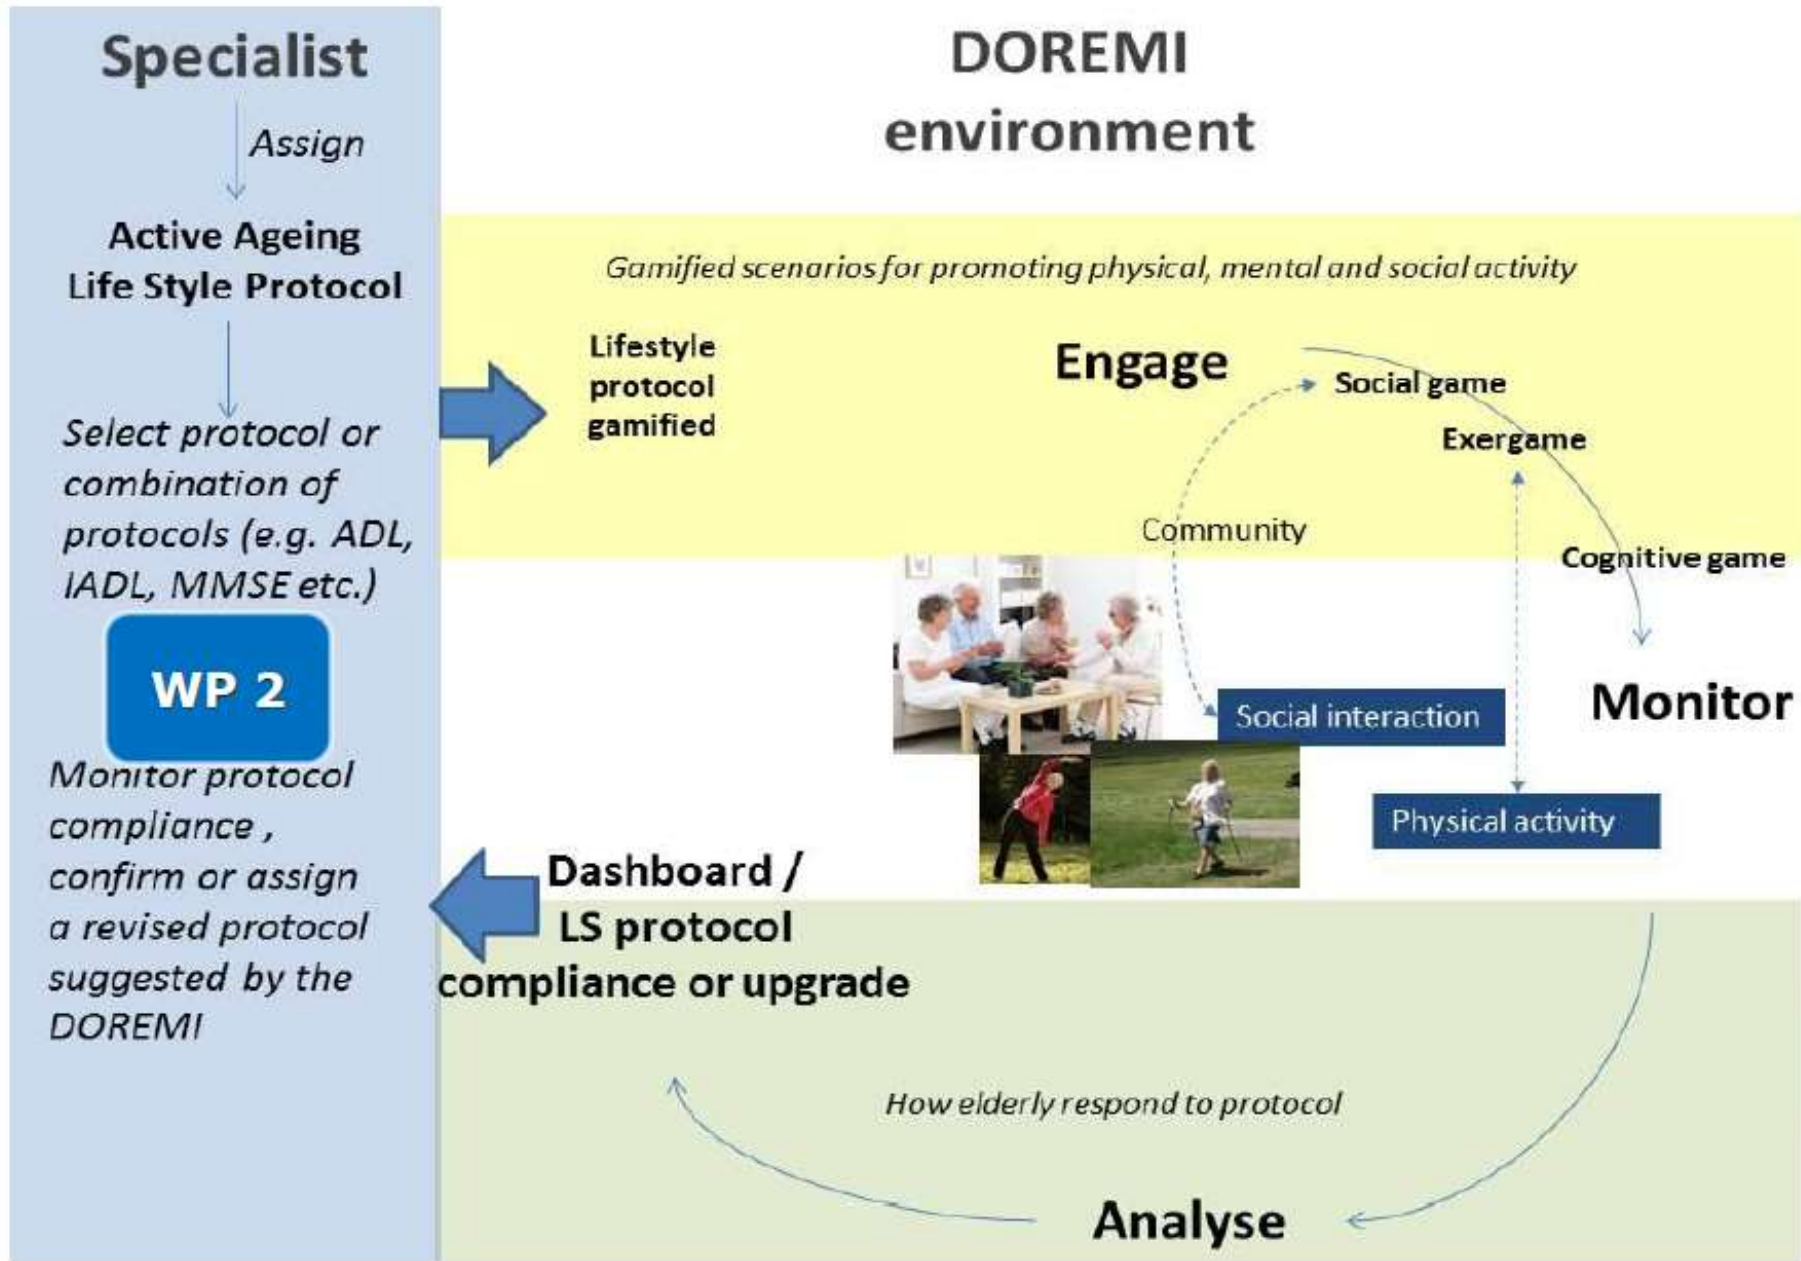 Specialist
Assign
Active Ageing
Life Style Protocol
Select protocol or
combination of
protocols (e.g. ADL,
IADL, MMSE etc.)
WP 2
Monitor protocol
compliance ,
confirm or assign
a revised protocol
suggested by the
DOREMI
DOREMI
environment
Gamified scenarios for promoting physical, mental and social activity
Lifestyle
protocol
gamified
Engage
Social game
Exergame
Community
Cognitive game
Social interaction
Monitor
Physical activity
Dashboard /
LS protocol
compliance or upgrade
How elderly respond to protocol
Analyse